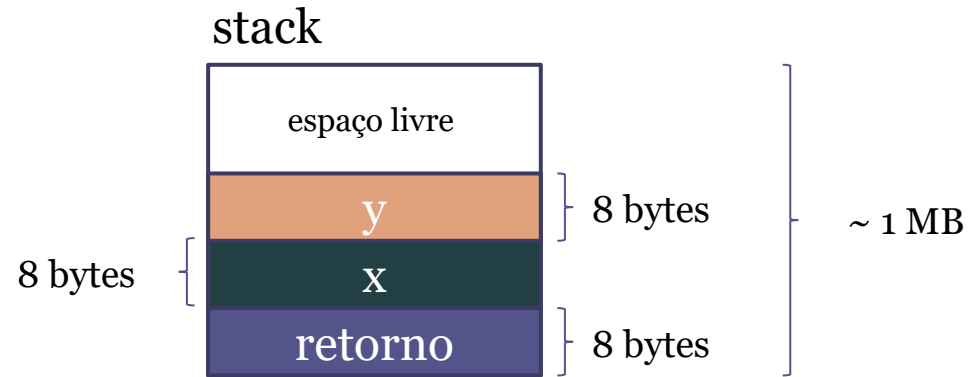 stack
espaço livre
y
8 bytes
~ 1 MB
8 bytes
x
retorno
8 bytes